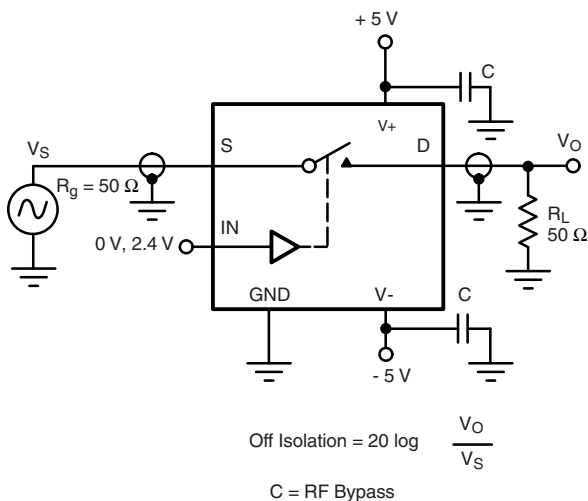 + 5 V
C
V+
VS
S
D
VO
Rg = 50 Ω
RL
50 Ω
0 V, 2.4 V
IN
GND
V-
C
- 5 V
Off Isolation = 20 log VO
VS
C = RF Bypass